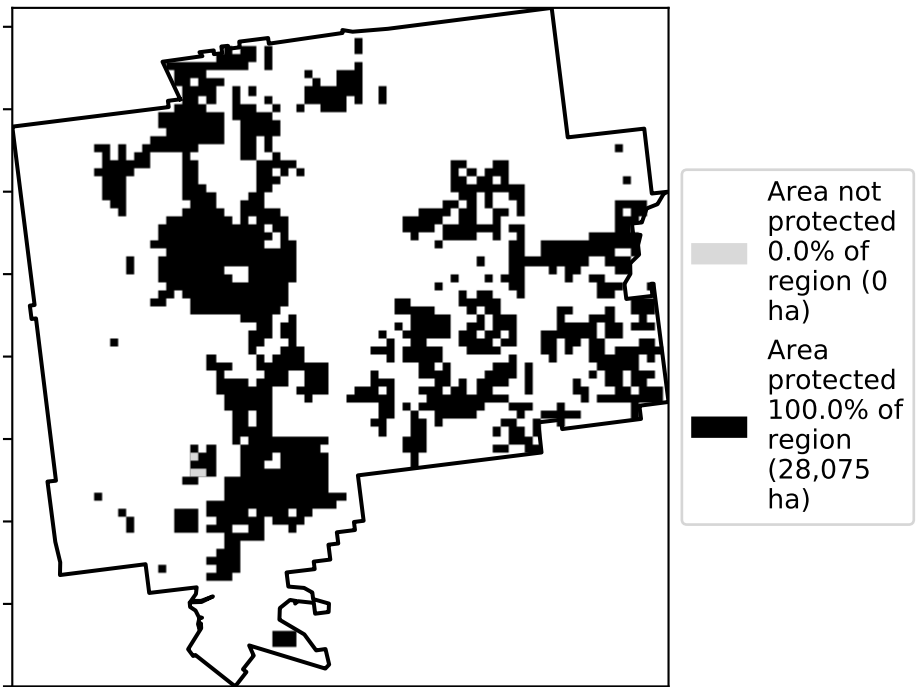 Area not
protected
0.0% of
region (0
ha)
Area
protected
100.0% of
region
(28,075
ha)